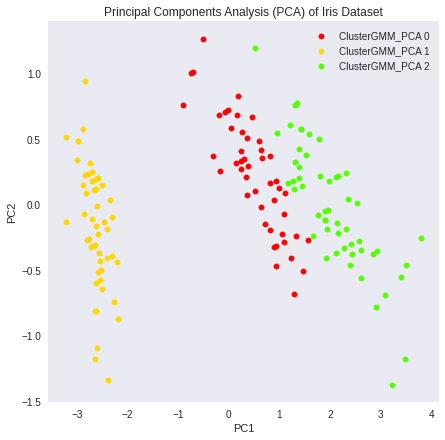 Principal Components Analysis (PCA) of Iris Dataset
ClusterGMM_PCA 0
ClusterGMM_PCA 1
ClusterGMM_PCA 2
1.0
0.5
0.0
−0.5
−1.0
−1.5
PC2
−3 −2 −1 0 1 2 3 4
PC1